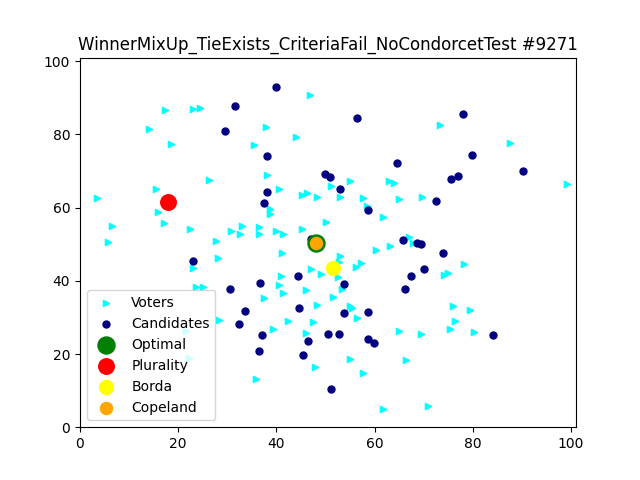 WinnerMixUp_TieExists_CriteriaFail_NoCondorcetTest #9271
100
80
60
40
20
0
Voters
Candidates
Optimal
Plurality
Borda
Copeland
0 20 40 60 80 100